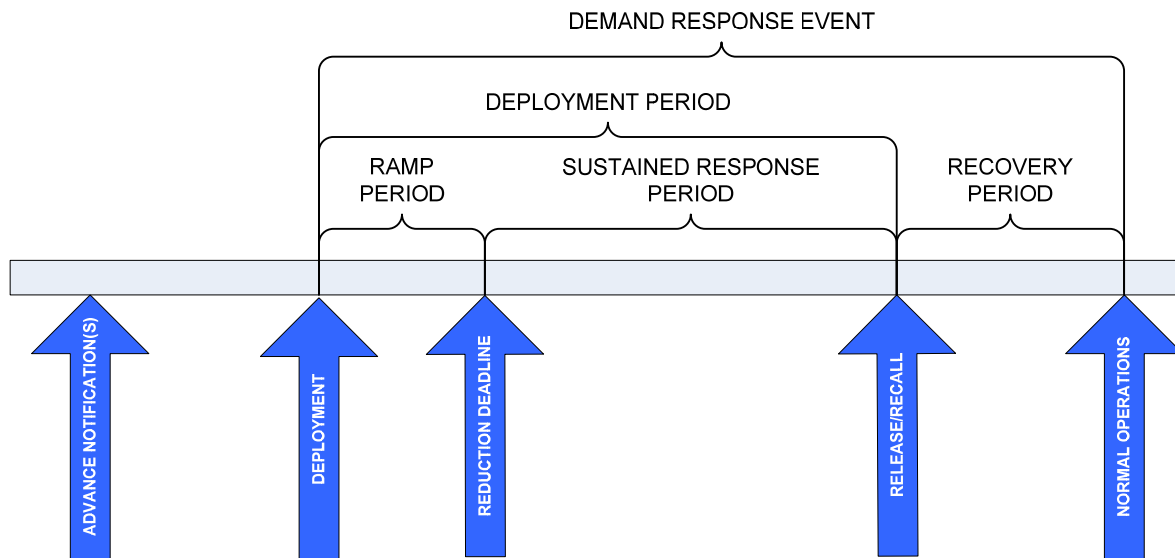 DEMAND RESPONSE EVENT
DEPLOYMENT PERIOD
RAMP
PERIOD
SUSTAINED RESPONSE
PERIOD
RECOVERY
PERIOD
ADVANCE NOTIFICATION(S)
DEPLOYMENT
REDUCTION DEADLINE
RELEASE/RECALL
NORMAL OPERATIONS